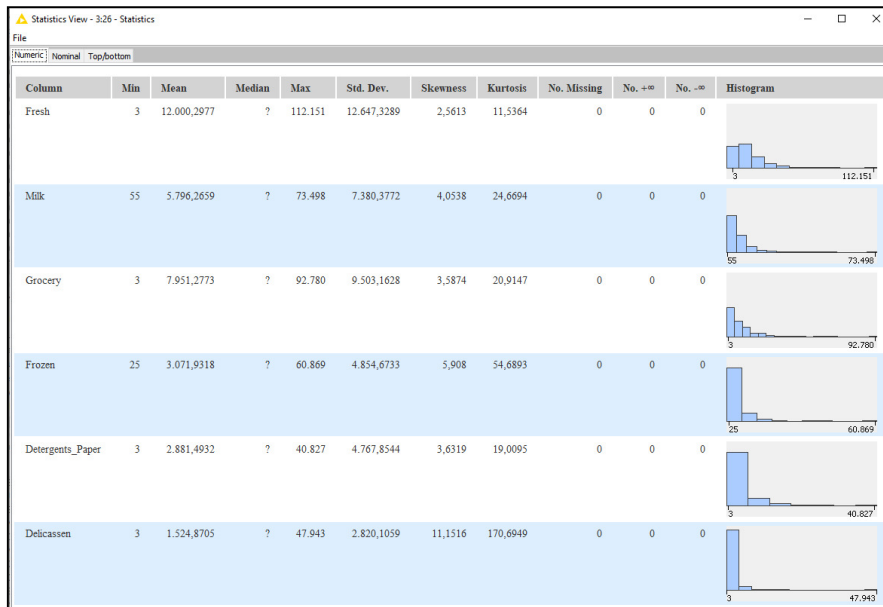 Statistics View - 3:26 - Statistics
File
Numeric Nominal Top/bottom
Column Min Mean Median Max Std. Dev. Skewness Kurtosis No. Missing No. +∞ No. -∞ Histogram
Fresh 3 12.000,2977 ? 112.151 12.647,3289 2,5613 11,5364 0 0 0
3 112.151
Milk 55 5.796,2659 ? 73.498 7.380,3772 4,0538 24,6694 0 0 0
55 73.498
Grocery 3 7.951,2773 ? 92.780 9.503,1628 3,5874 20,9147 0 0 0
3 92.780
Frozen 25 3.071,9318 ? 60.869 4.854,6733 5,908 54,6893 0 0 0
25 60.869
Detergents_Paper 3 2.881,4932 ? 40.827 4.767,8544 3,6319 19,0095 0 0 0
3 40.827
Delicassen 3 1.524,8705 ? 47.943 2.820,1059 11,1516 170,6949 0 0 0
3 47.943